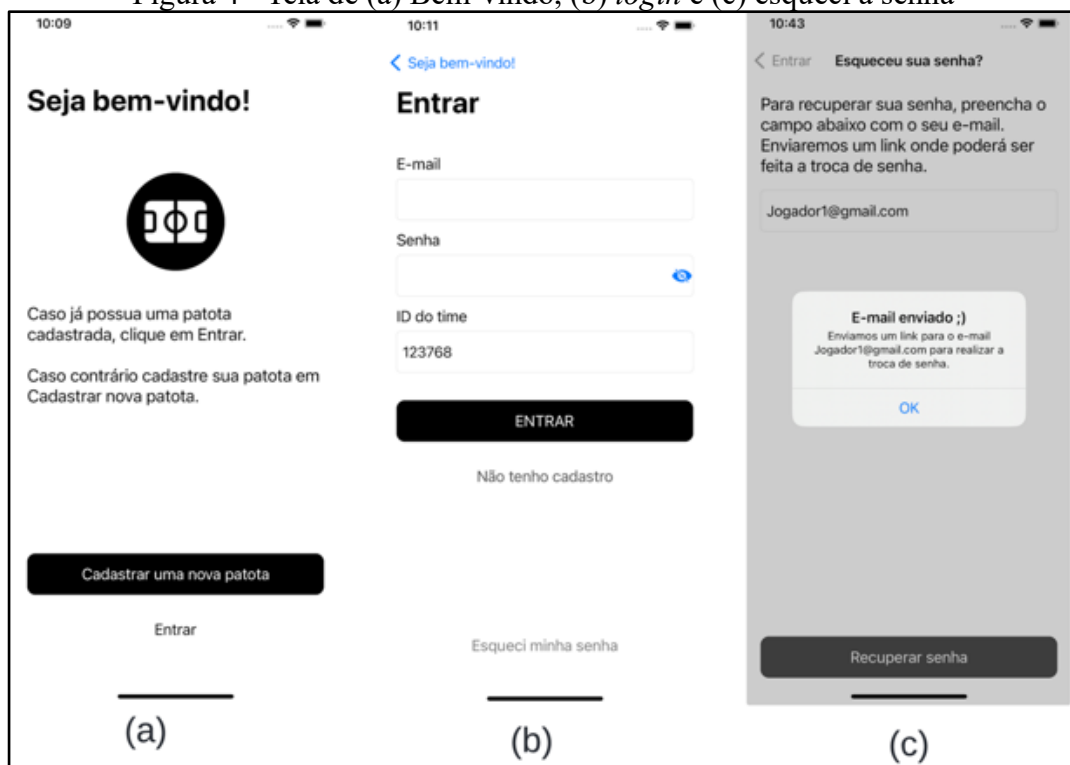 Figura 4 - Tela de (a) Bem-vindo, (b) login e (c) esqueci a senha
10:09
Seja bem-vindo!
Caso já possua uma patota
cadastrada, clique em Entrar.
Caso contrário cadastre sua patota em
Cadastrar nova patota.
Cadastrar uma nova patota
Entrar
(a)
10:11
Seja bem-vindo!
Entrar
E-mail
Senha
ID do time
123768
ENTRAR
Não tenho cadastro
Esqueci minha senha
(b)
10:43
Entrar Esqueceu sua senha?
Para recuperar sua senha, preencha o
campo abaixo com o seu e-mail.
Enviaremos um link onde poderá ser
feita a troca de senha.
Jogador1@gmail.com
E-mail enviado ;)
Enviamos um link para o e-mail
Jogador1@gmail.com para realizar a
troca de senha.
OK
Recuperar senha
(c)